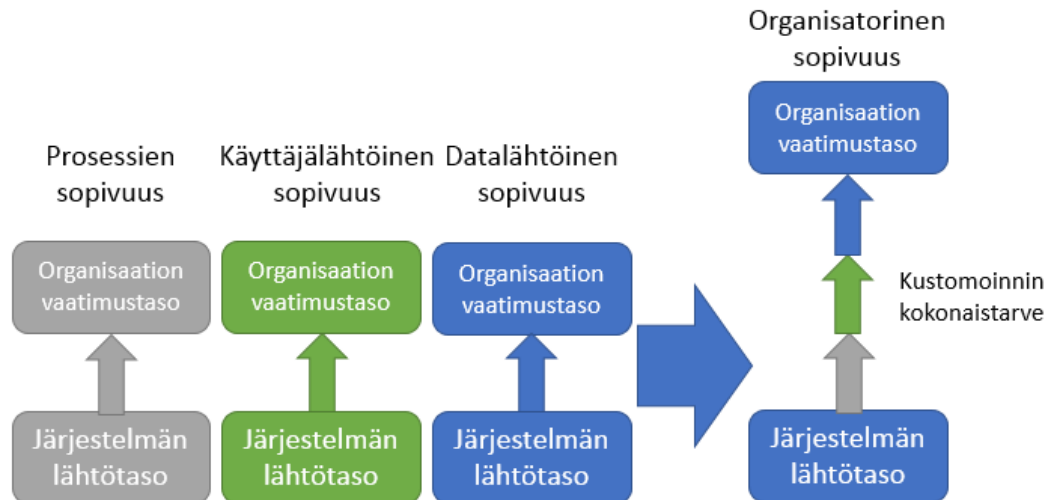 Prosessien
sopivuus
Organisaation
vaatimustaso
Järjestelmän
lähtötaso
Käyttäjälähtöinen
sopivuus
Organisaation
vaatimustaso
Järjestelmän
lähtötaso
Datalähtöinen
sopivuus
Organisaation
vaatimustaso
Järjestelmän
lähtötaso
Organisatorinen
sopivuus
Organisaation
vaatimustaso
Kustomoinnin
kokonaistarve
Järjestelmän
lähtötaso